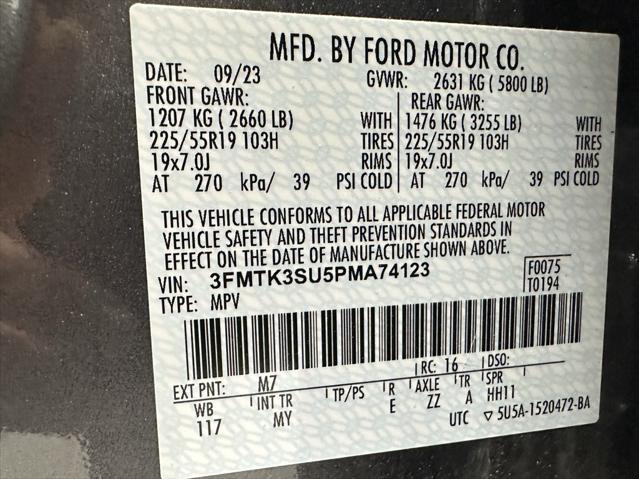 MFD. BY FORD MOTOR CO.
DATE: 09/23 GVWR: 2631 KG ( 5800 LB)
FRONT GAWR: REAR GAWR:
1207 KG ( 2660 LB) WITH 1476 KG ( 3255 LB) WITH
225/55R19 103H TIRES 225/55R19 103H TIRES
19x7.0J RIMS 19x7.0J RIMS
AT 270 kPa/ 39 PSI COLD AT 270 kPa/ 39 PSI COLD
THIS VEHICLE CONFORMS TO ALL APPLICABLE FEDERAL MOTOR
VEHICLE SAFETY AND THEFT PREVENTION STANDARDS IN
EFFECT ON THE DATE OF MANUFACTURE SHOWN ABOVE.
VIN: 3FMTK3SU5PMA74123 F0075
TYPE: MPV T0194
EXT PNT: M7 RC: 16 DSO:
WB INT TR TP/PS R AXLE TR SPR
117 MY E ZZ A HH11
UTC ▽ 5U5A-1520472-BA